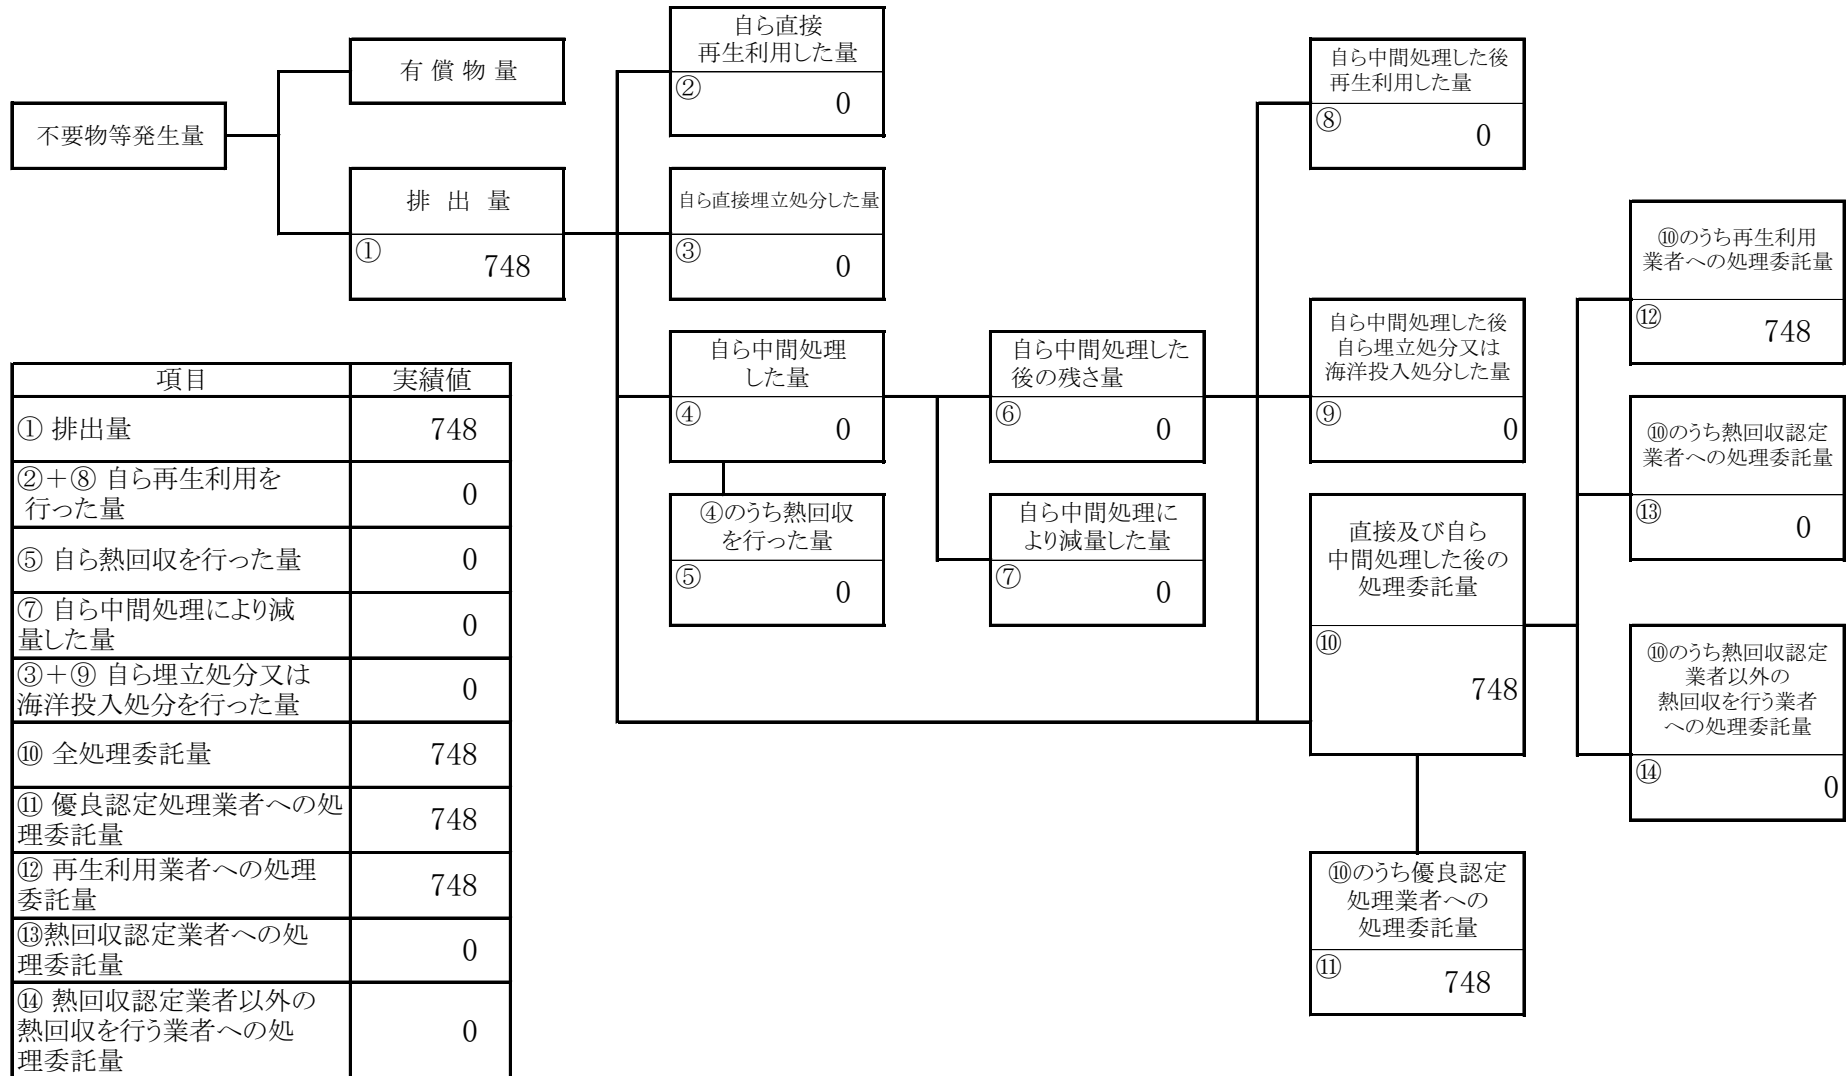 不要物等発生量
有 償 物 量
排 出 量
①
748
自ら直接
再生利用した量
②
0
自ら直接埋立処分した量
③
0
自ら中間処理
した量
④
0
④のうち熱回収
を行った量
⑤
0
自ら中間処理した
後の残さ量
⑥
0
自ら中間処理に
より減量した量
⑦
0
自ら中間処理した後
再生利用した量
⑧
0
自ら中間処理した後
自ら埋立処分又は
海洋投入処分した量
⑨
0
直接及び自ら
中間処理した後の
処理委託量
⑩
748
⑩のうち優良認定
処理業者への
処理委託量
⑪
748
⑩のうち再生利用
業者への処理委託量
⑫
748
⑩のうち熱回収認定
業者への処理委託量
⑬
0
⑩のうち熱回収認定
業者以外の
熱回収を行う業者
への処理委託量
⑭
0
項目 実績値
① 排出量 748
②＋⑧ 自ら再生利用を
行った量 0
⑤ 自ら熱回収を行った量 0
⑦ 自ら中間処理により減
量した量 0
③＋⑨ 自ら埋立処分又は
海洋投入処分を行った量 0
⑩ 全処理委託量 748
⑪ 優良認定処理業者への処
理委託量 748
⑫ 再生利用業者への処理
委託量 748
⑬熱回収認定業者への処
理委託量 0
⑭ 熱回収認定業者以外の
熱回収を行う業者への処
理委託量 0